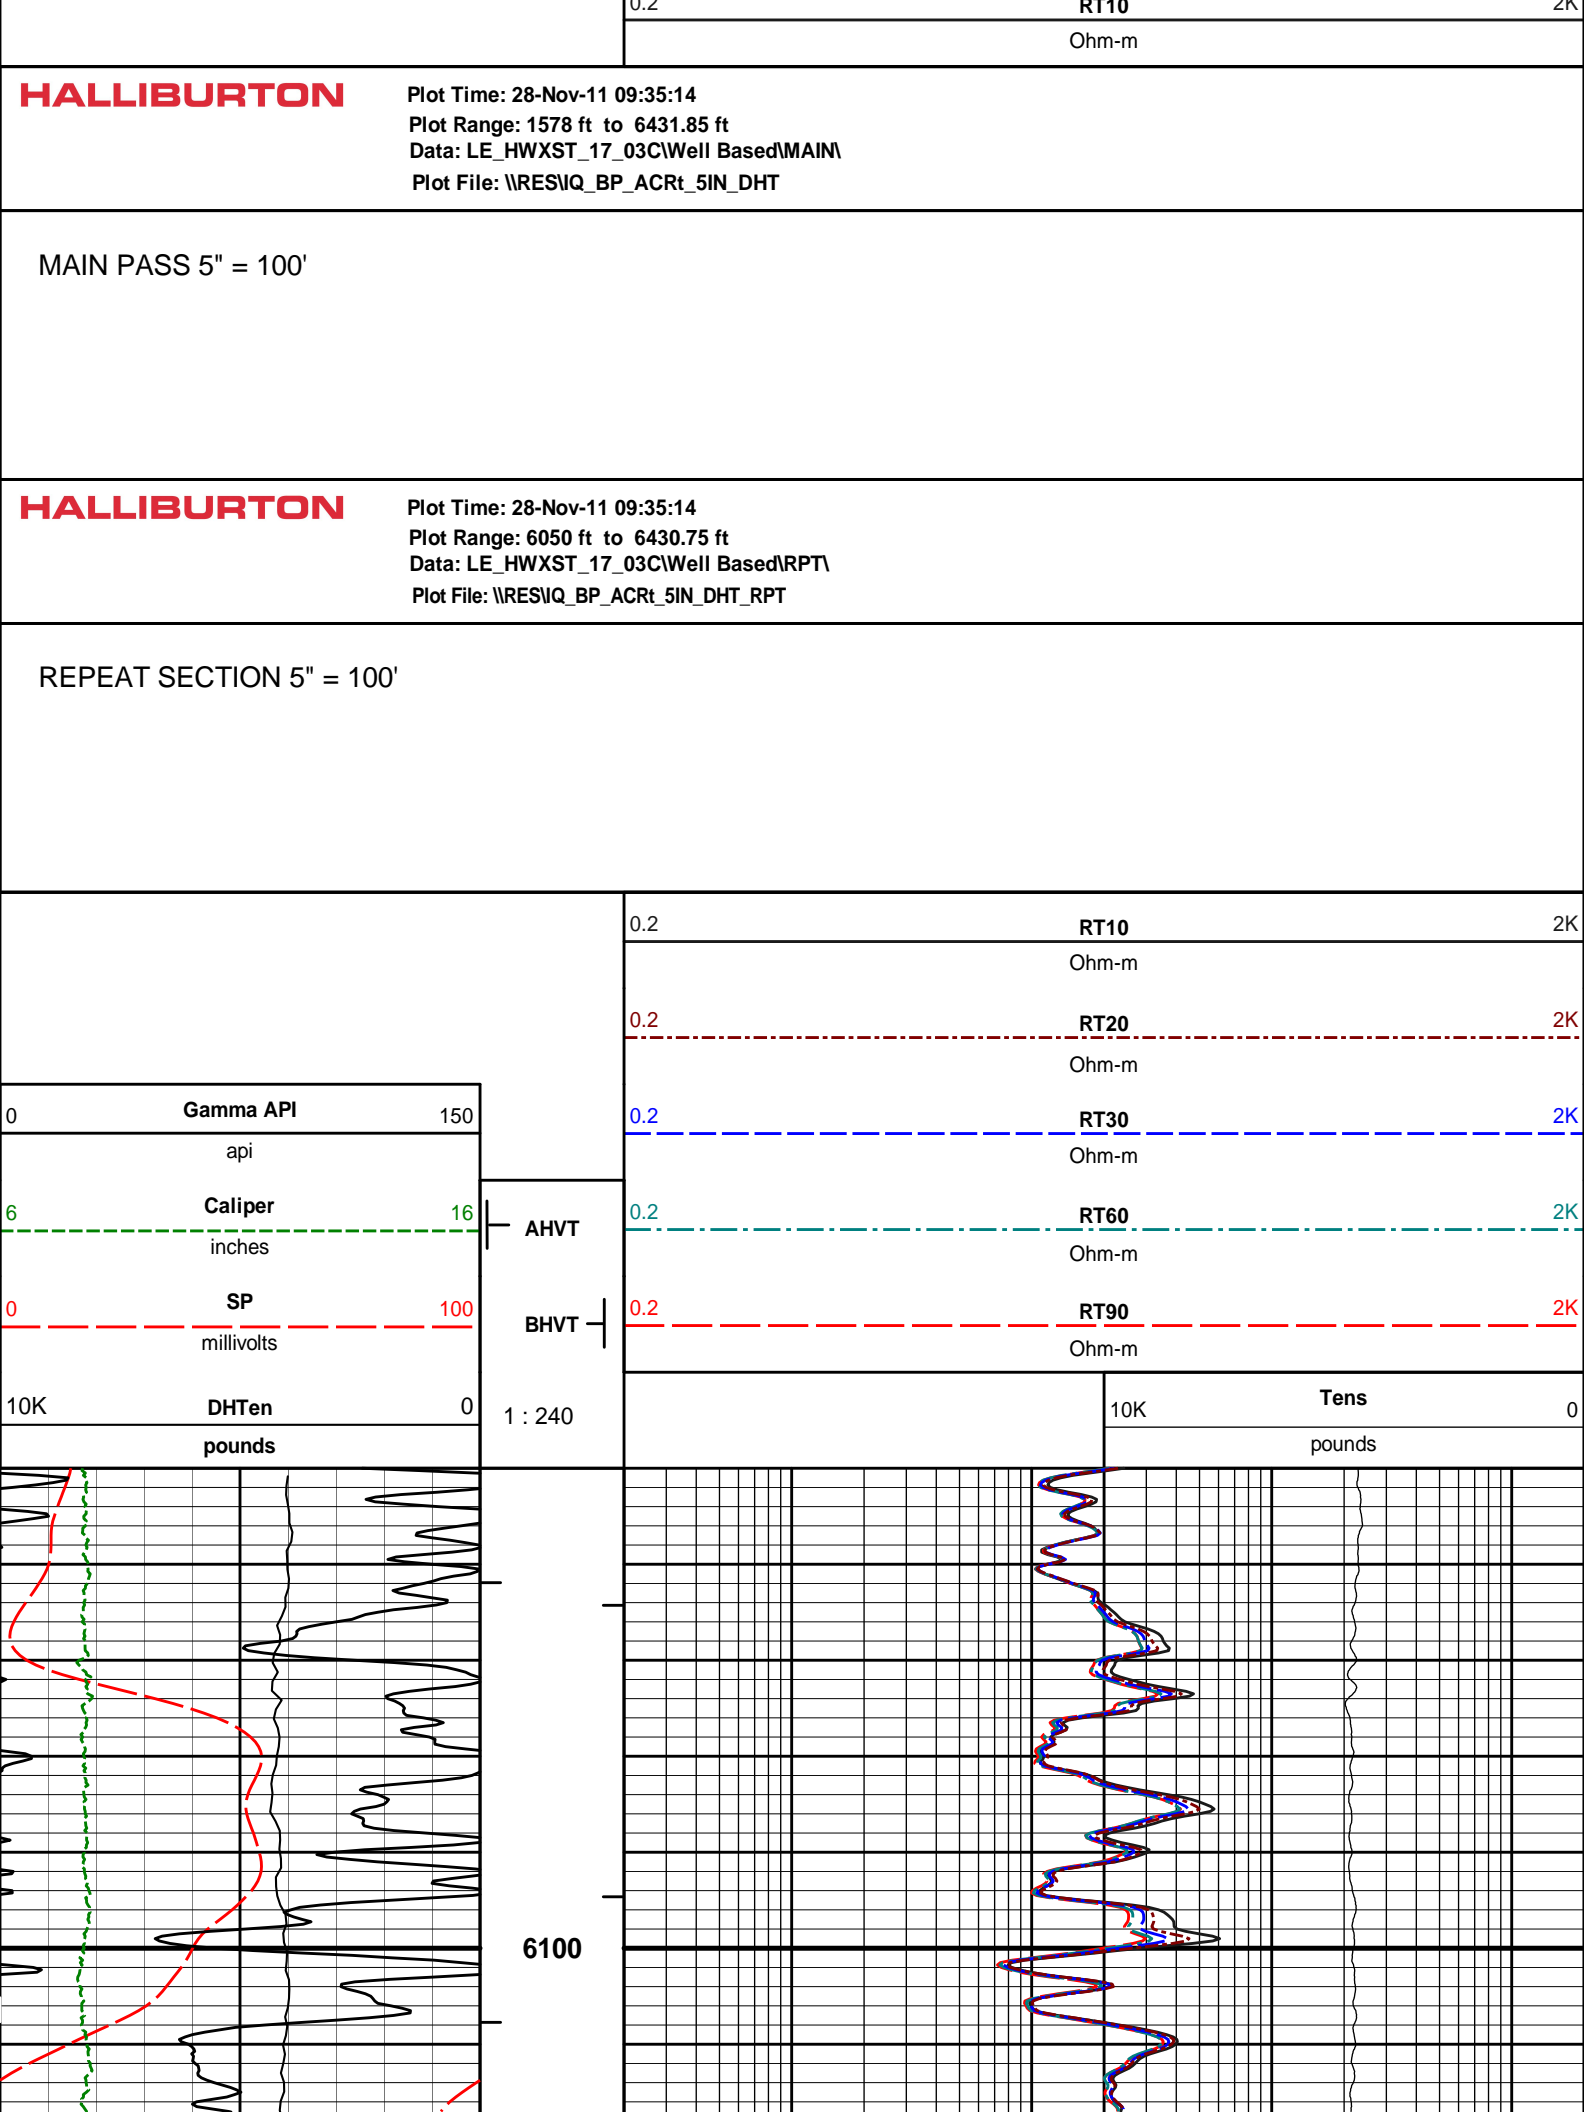 0.2 RT10 2K
Ohm-m
HALLIBURTON
Plot Time: 28-Nov-11 09:35:14
Plot Range: 1578 ft to 6431.85 ft
Data: LE_HWXST_17_03C\Well Based\MAIN\
Plot File: \\RES\IQ_BP_ACRt_5IN_DHT
MAIN PASS 5" = 100'
HALLIBURTON
Plot Time: 28-Nov-11 09:35:14
Plot Range: 6050 ft to 6430.75 ft
Data: LE_HWXST_17_03C\Well Based\RPT\
Plot File: \\RES\IQ_BP_ACRt_5IN_DHT_RPT
REPEAT SECTION 5" = 100'
0.2 RT10 2K
Ohm-m
0.2 RT20 2K
Ohm-m
0 Gamma API 150
api
0.2 RT30 2K
Ohm-m
6 Caliper 16
inches
AHVT
0.2 RT60 2K
Ohm-m
0 SP 100
millivolts
BHVT
0.2 RT90 2K
Ohm-m
10K DHTen 0
pounds
1 : 240
10K Tens 0
pounds
6100